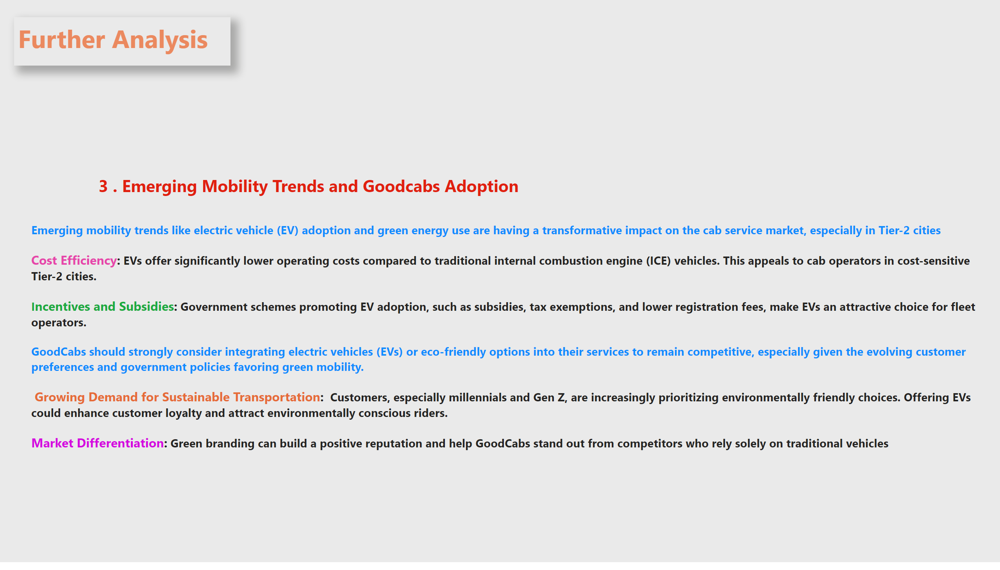 Further Analysis
3 . Emerging Mobility Trends and Goodcabs Adoption
Emerging mobility trends like electric vehicle (EV) adoption and green energy use are having a transformative impact on the cab service market, especially in Tier-2 cities
Cost Efficiency: EVs offer significantly lower operating costs compared to traditional internal combustion engine (ICE) vehicles. This appeals to cab operators in cost-sensitive
Tier-2 cities.
Incentives and Subsidies: Government schemes promoting EV adoption, such as subsidies, tax exemptions, and lower registration fees, make EVs an attractive choice for fleet
operators.
GoodCabs should strongly consider integrating electric vehicles (EVs) or eco-friendly options into their services to remain competitive, especially given the evolving customer
preferences and government policies favoring green mobility.
Growing Demand for Sustainable Transportation:  Customers, especially millennials and Gen Z, are increasingly prioritizing environmentally friendly choices. Offering EVs
could enhance customer loyalty and attract environmentally conscious riders.
Market Differentiation: Green branding can build a positive reputation and help GoodCabs stand out from competitors who rely solely on traditional vehicles